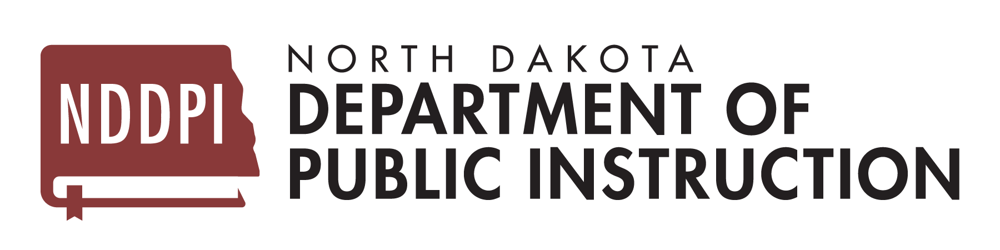 NDDPI
NORTH DAKOTA
DEPARTMENT OF
PUBLIC INSTRUCTION